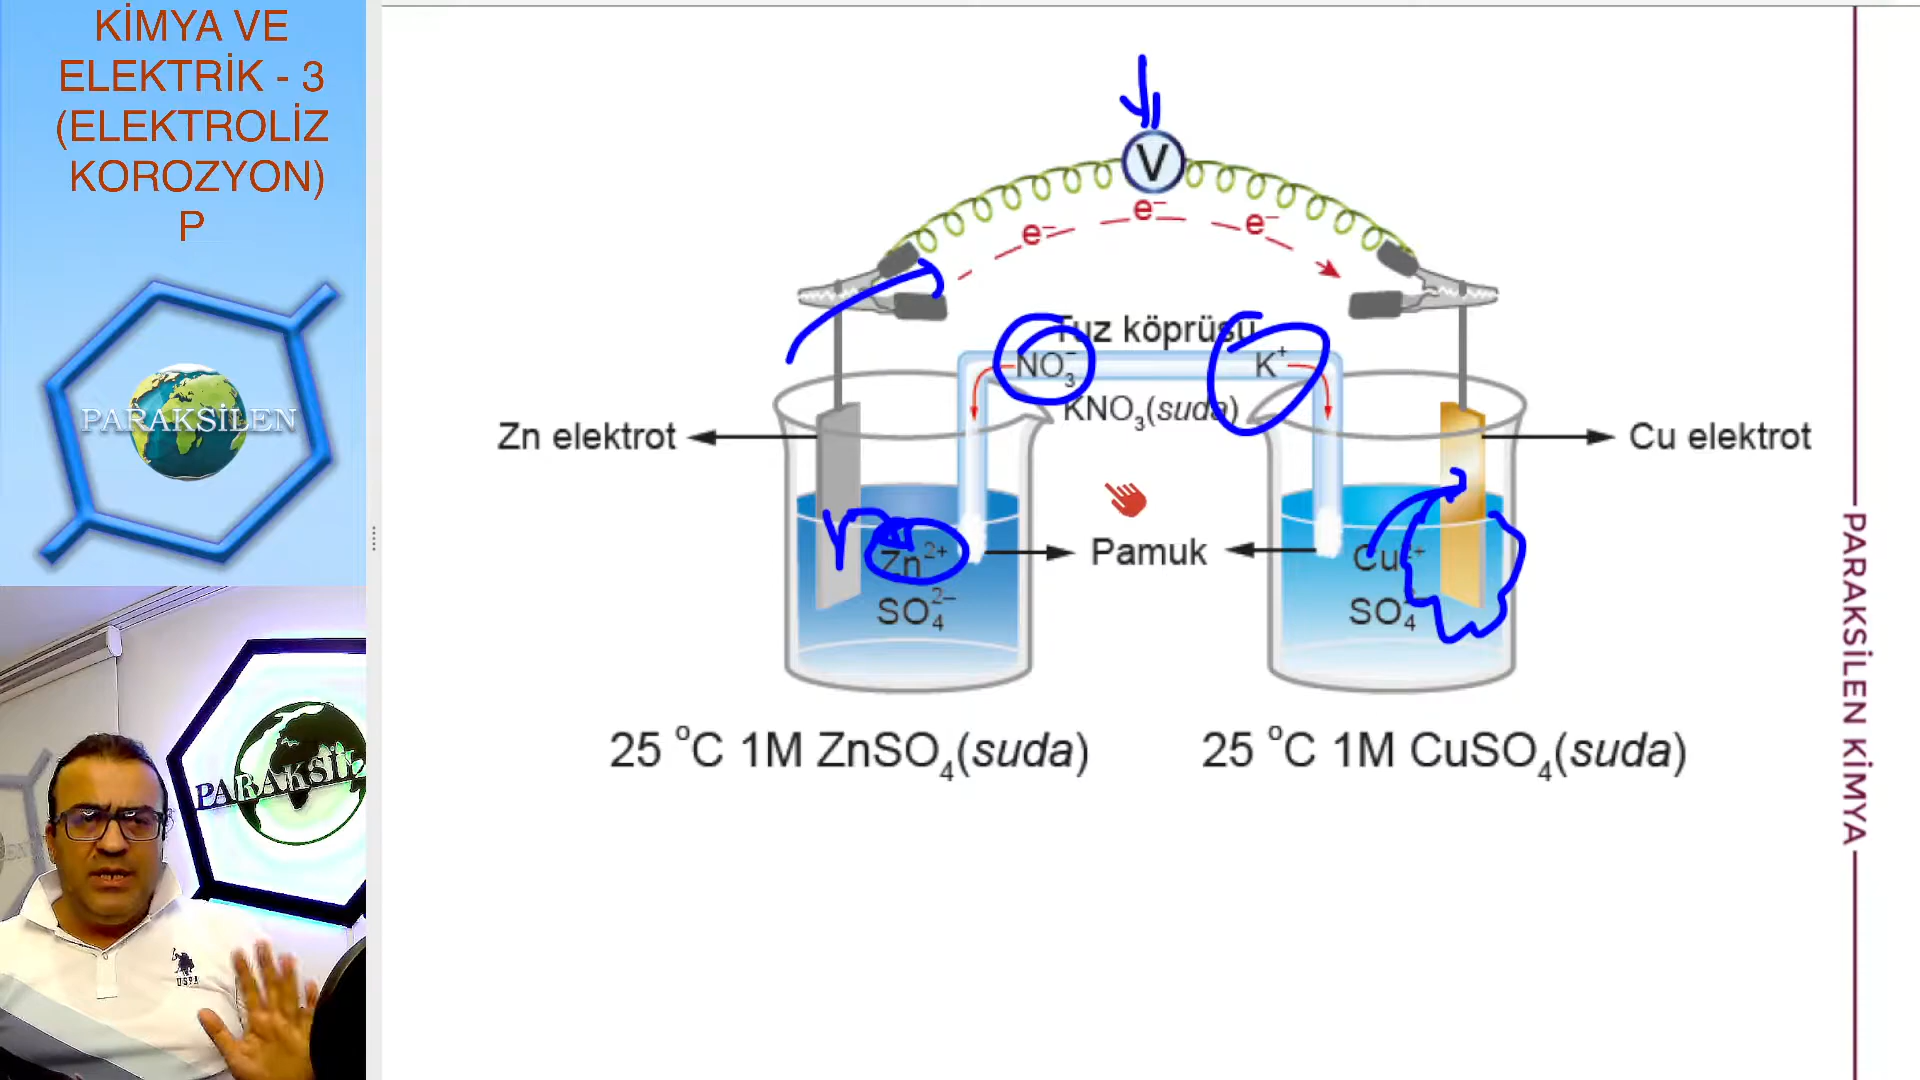 KİMYA VE
ELEKTRİK - 3
(ELEKTROLİZ
KOROZYON)
P
PARAKSİLEN
PARAKSİL
USPA
V
e⁻ e⁻ e⁻
Tuz köprüsü
NO₃⁻ K⁺
KNO₃(suda)
Zn elektrot
Cu elektrot
Pamuk
Zn²⁺
SO₄²⁻
Cu²⁺
SO₄²⁻
25 °C 1M ZnSO₄(suda)
25 °C 1M CuSO₄(suda)
PARAKSİLEN KİMYA